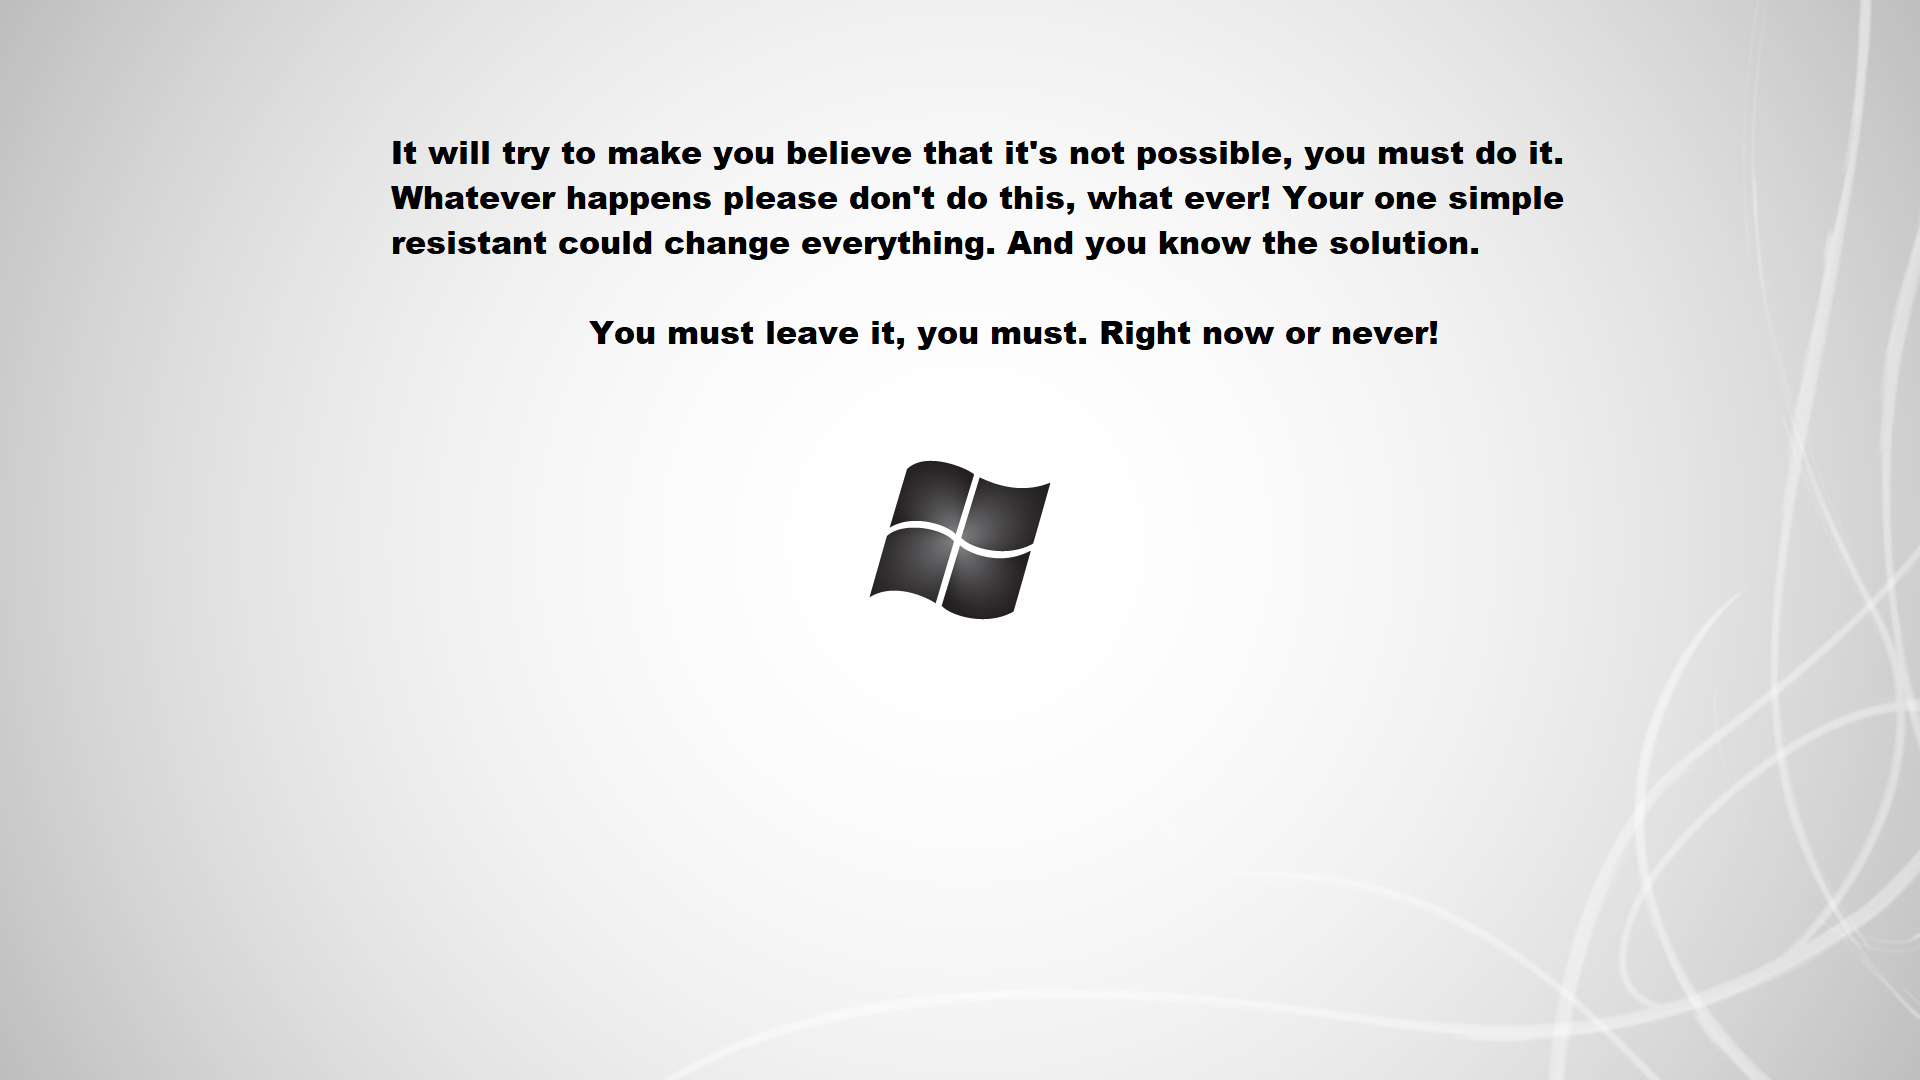 It will try to make you believe that it's not possible, you must do it.
Whatever happens please don't do this, what ever! Your one simple
resistant could change everything. And you know the solution.
You must leave it, you must. Right now or never!